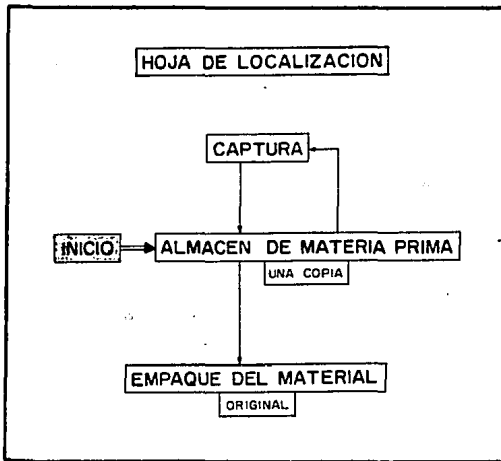 HOJA DE LOCALIZACION
CAPTURA
INICIO
ALMACEN DE MATERIA PRIMA
UNA COPIA
EMPAQUE DEL MATERIAL
ORIGINAL